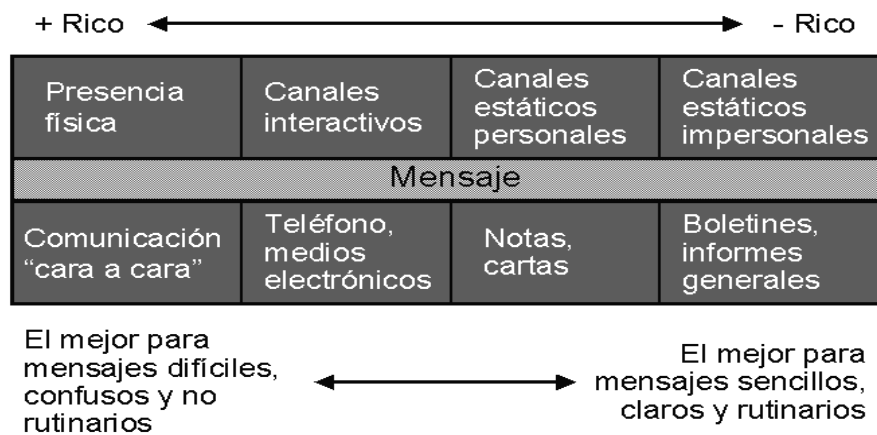 + Rico - Rico
Presencia
física
Canales
interactivos
Canales
estáticos
personales
Canales
estáticos
impersonales
Mensaje
Comunicación
“cara a cara”
Teléfono,
medios
electrónicos
Notas,
cartas
Boletines,
informes
generales
El mejor para
mensajes difíciles,
confusos y no
rutinarios
El mejor para
mensajes sencillos,
claros y rutinarios